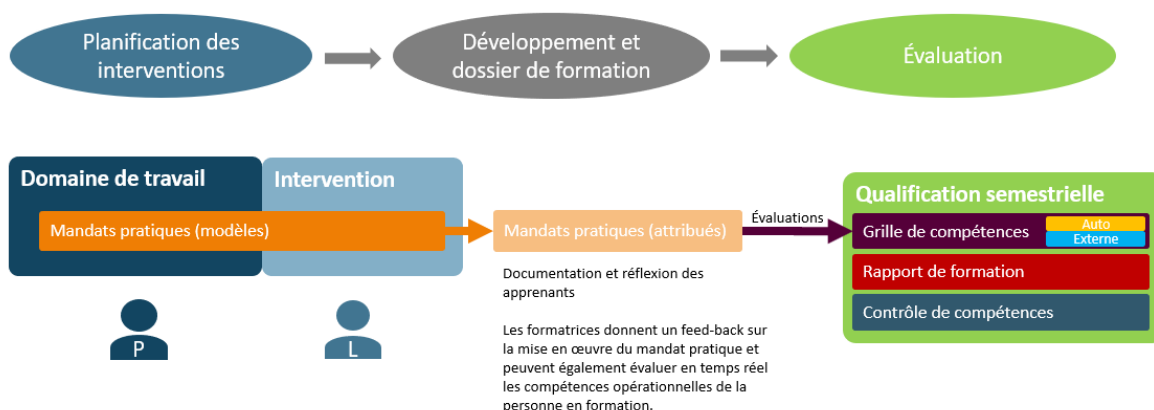 Planification des
interventions
Développement et
dossier de formation
Évaluation
Domaine de travail
Intervention
Qualification semestrielle
Mandats pratiques (modèles)
Mandats pratiques (attribués)
Évaluations
Grille de compétences
Auto
Externe
Rapport de formation
Contrôle de compétences
Documentation et réflexion des
apprenants
Les formatrices donnent un feed-back sur
la mise en œuvre du mandat pratique et
peuvent également évaluer en temps réel
les compétences opérationnelles de la
personne en formation.
P
L